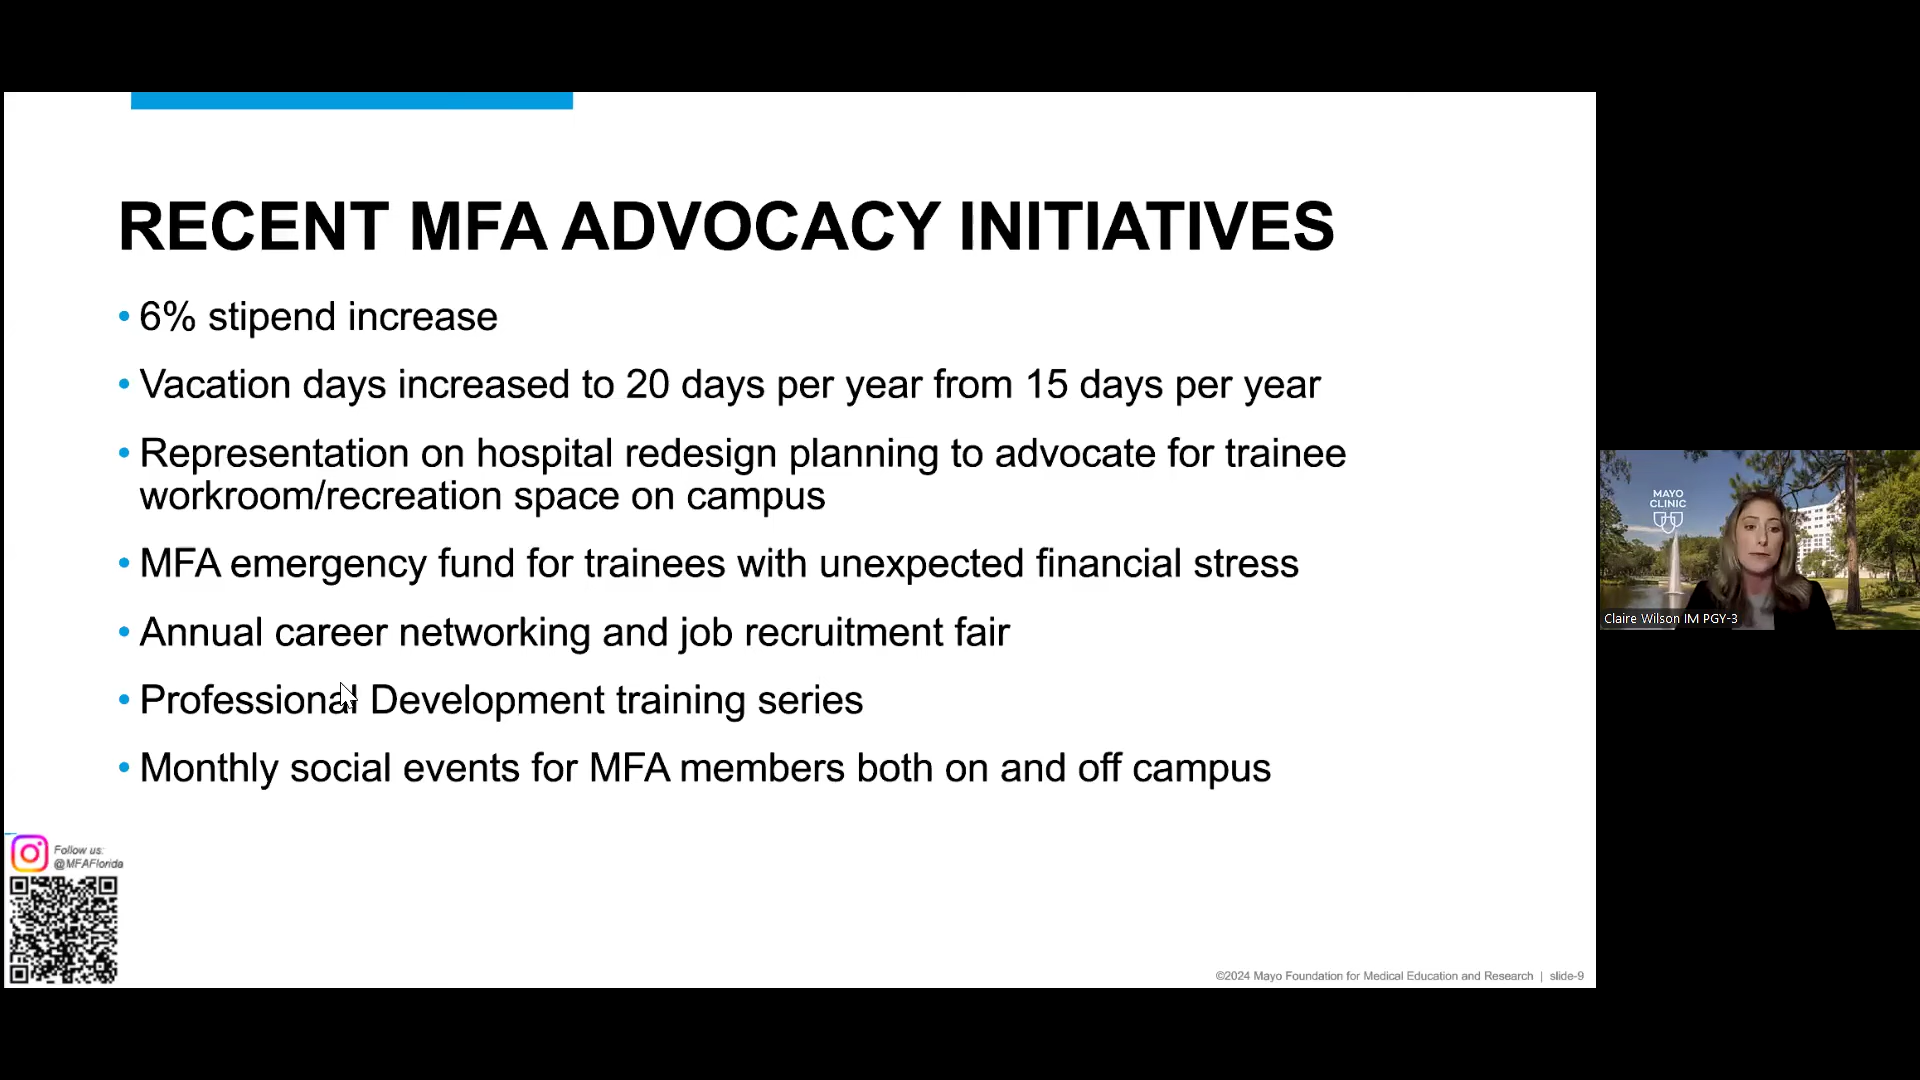 RECENT MFA ADVOCACY INITIATIVES
• 6% stipend increase
• Vacation days increased to 20 days per year from 15 days per year
• Representation on hospital redesign planning to advocate for trainee
workroom/recreation space on campus
• MFA emergency fund for trainees with unexpected financial stress
• Annual career networking and job recruitment fair
• Professional Development training series
• Monthly social events for MFA members both on and off campus
Follow us:
@MFAFlorida
©2024 Mayo Foundation for Medical Education and Research | slide-9
MAYO
CLINIC
Claire Wilson IM PGY-3